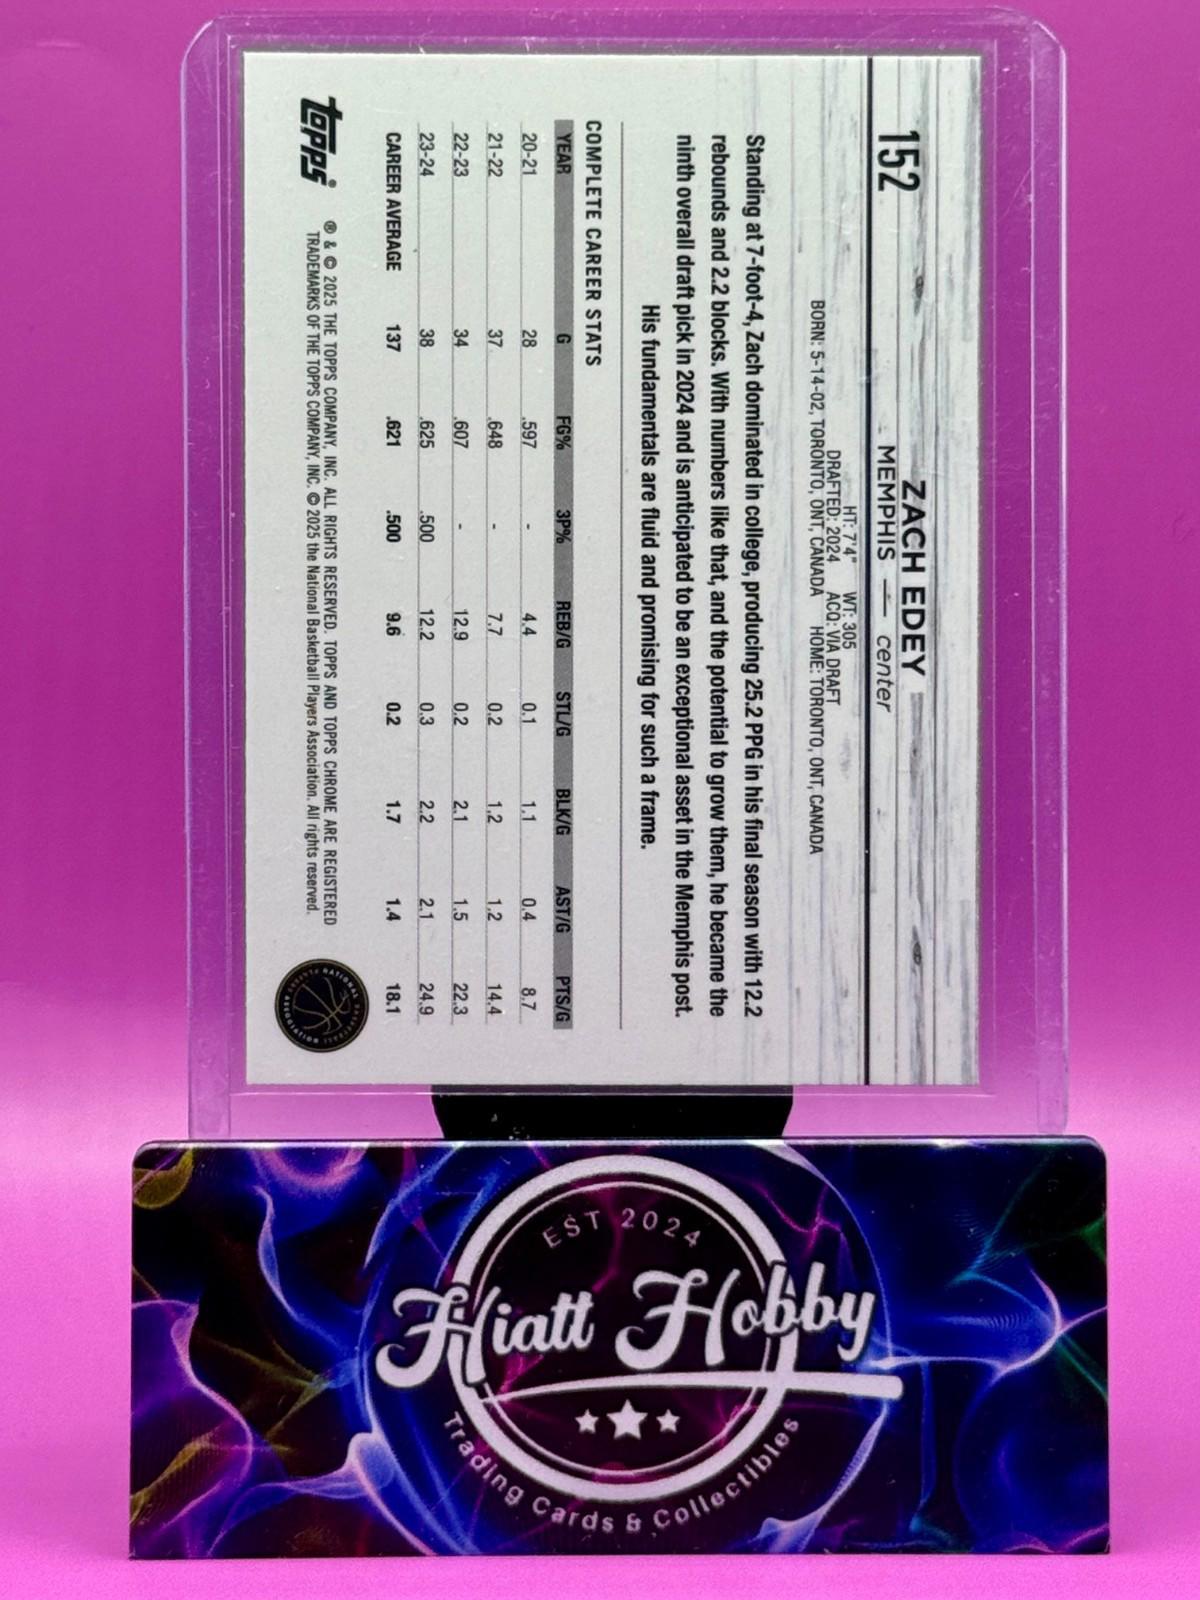 152
ZACH EDEY
MEMPHIS — center
HT: 7'4" WT: 305
DRAFTED: 2024 ACQ: VIA DRAFT
BORN: 5-14-02, TORONTO, ONT, CANADA HOME: TORONTO, ONT, CANADA
Standing at 7-foot-4, Zach dominated in college, producing 25.2 PPG in his final season with 12.2
rebounds and 2.2 blocks. With numbers like that, and the potential to grow them, he became the
ninth overall draft pick in 2024 and is anticipated to be an exceptional asset in the Memphis post.
His fundamentals are fluid and promising for such a frame.
COMPLETE CAREER STATS
YEAR G FG% 3P% REB/G STL/G BLK/G AST/G PTS/G
20-21 28 .597 - 4.4 0.1 1.1 0.4 8.7
21-22 37 .648 - 7.7 0.2 1.2 1.2 14.4
22-23 34 .607 - 12.9 0.2 2.1 1.5 22.3
23-24 38 .625 .500 12.2 0.3 2.2 2.1 24.9
CAREER AVERAGE 137 .621 .500 9.6 0.2 1.7 1.4 18.1
topps®
® & © 2025 THE TOPPS COMPANY, INC. ALL RIGHTS RESERVED. TOPPS AND TOPPS CHROME ARE REGISTERED
TRADEMARKS OF THE TOPPS COMPANY, INC. © 2025 the National Basketball Players Association. All rights reserved.
NATIONAL BASKETBALL PLAYERS ASSOCIATION
EST 2024
Hiatt Hobby
Trading Cards & Collectibles